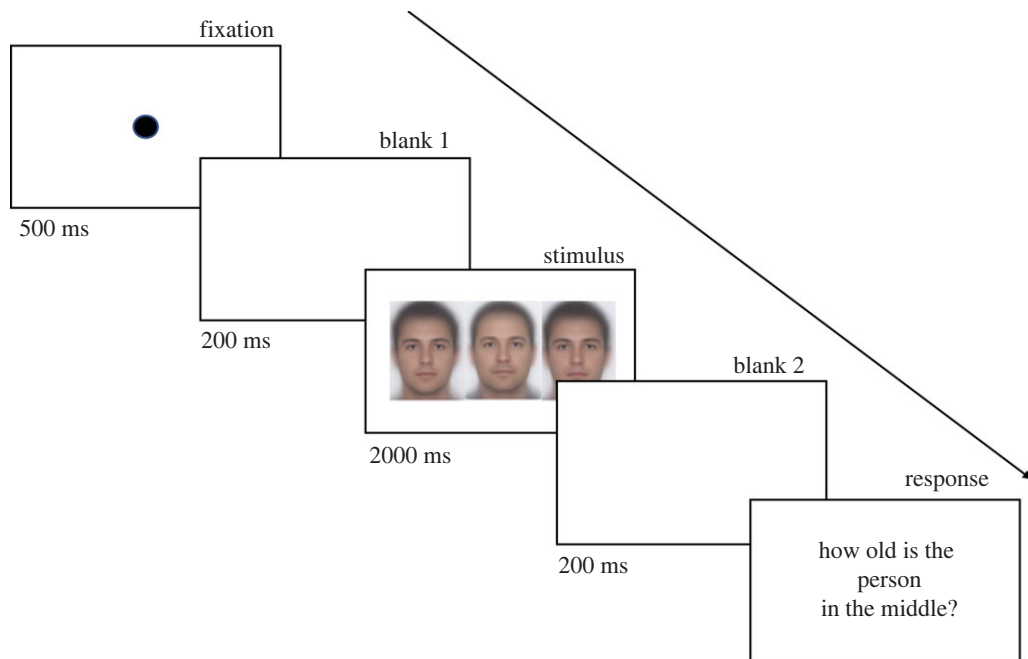 fixation
500 ms
blank 1
200 ms
stimulus
2000 ms
blank 2
200 ms
response
how old is the
person
in the middle?